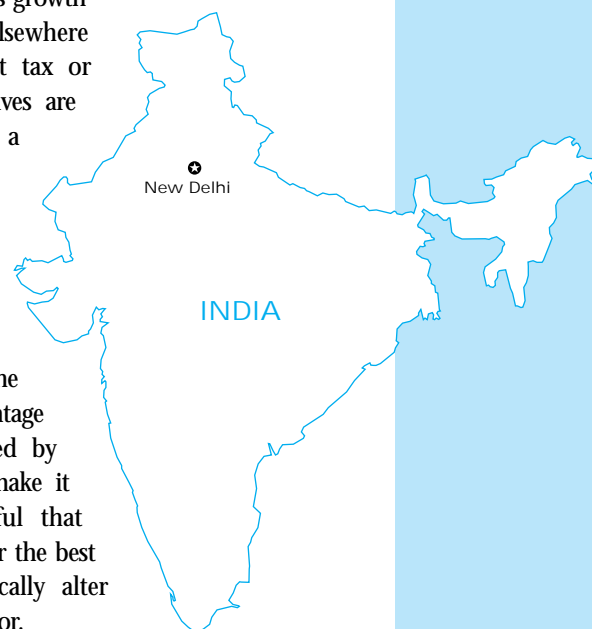 growth
lsewhere
t tax or
ves are
a
New Delhi
INDIA
ne
ntage
ed by
nake it
ful that
r the best
cally alter
or.